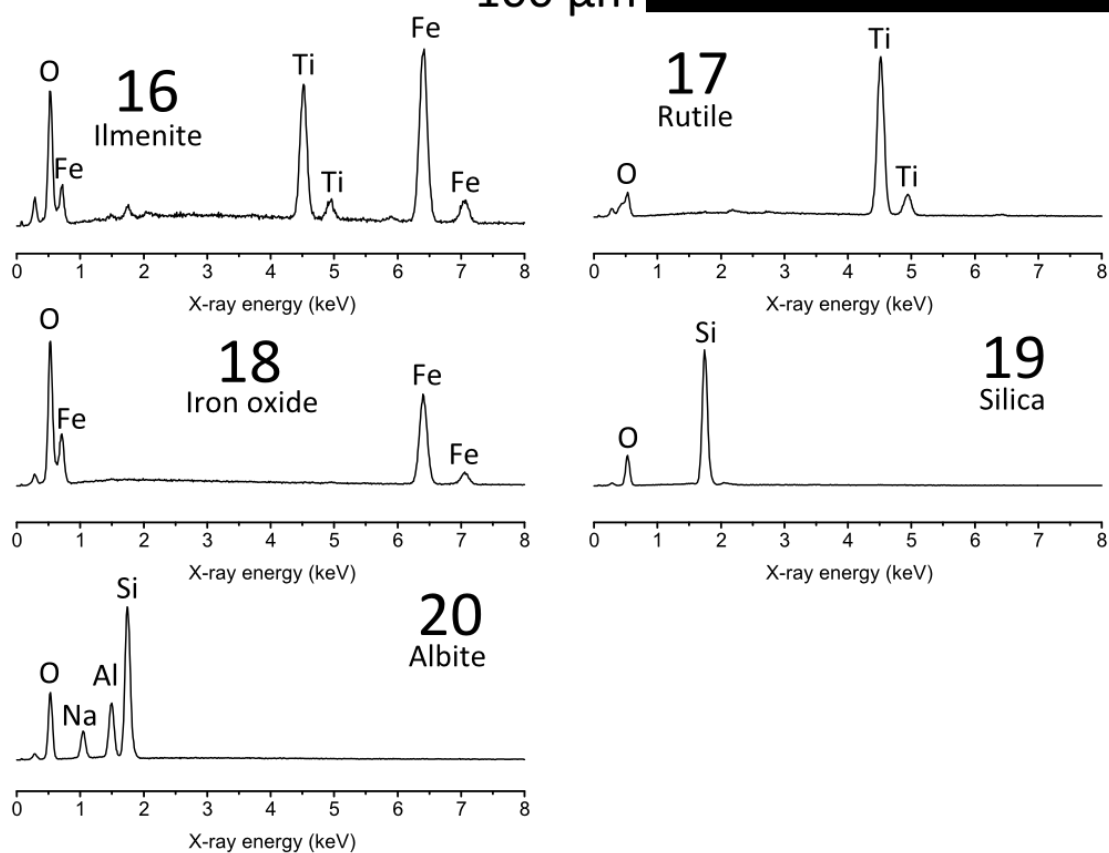 100 µm
Fe
O
16
Ilmenite
Ti
Fe
Ti
Fe
0 1 2 3 4 5 6 7 8
X-ray energy (keV)
Ti
17
Rutile
O
Ti
0 1 2 3 4 5 6 7 8
X-ray energy (keV)
O
18
Iron oxide
Fe
Fe
Fe
0 1 2 3 4 5 6 7 8
X-ray energy (keV)
Si
19
Silica
O
0 1 2 3 4 5 6 7 8
X-ray energy (keV)
Si
20
Albite
O
Al
Na
0 1 2 3 4 5 6 7 8
X-ray energy (keV)